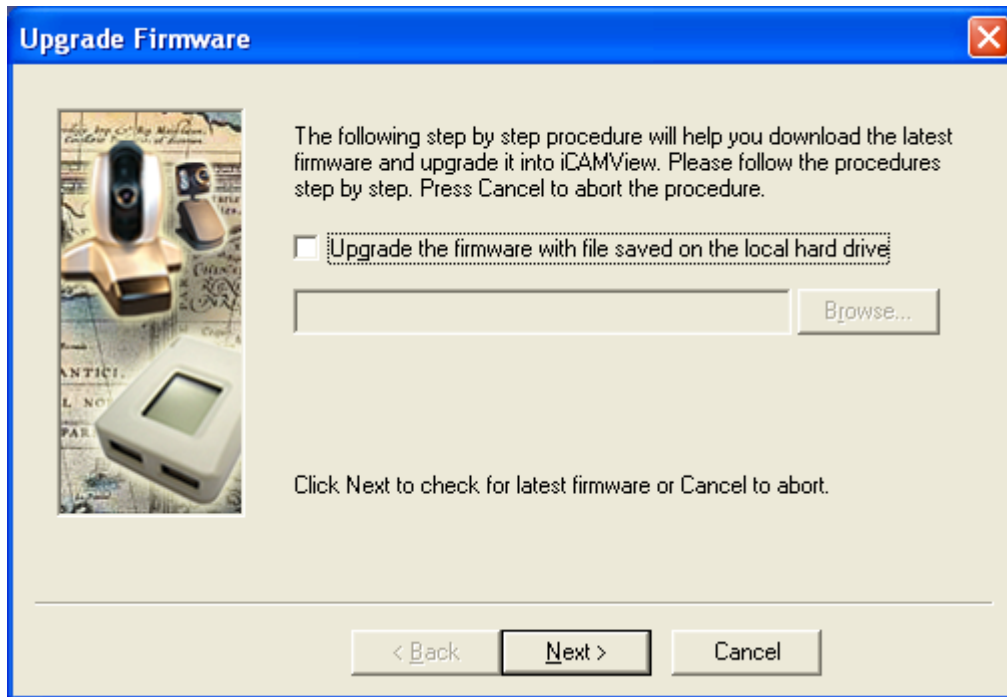 Upgrade Firmware
The following step by step procedure will help you download the latest
firmware and upgrade it into iCAMView. Please follow the procedures
step by step. Press Cancel to abort the procedure.
Upgrade the firmware with file saved on the local hard drive
Browse...
ANTICI.
PAR
Click Next to check for latest firmware or Cancel to abort.
< Back
Next >
Cancel